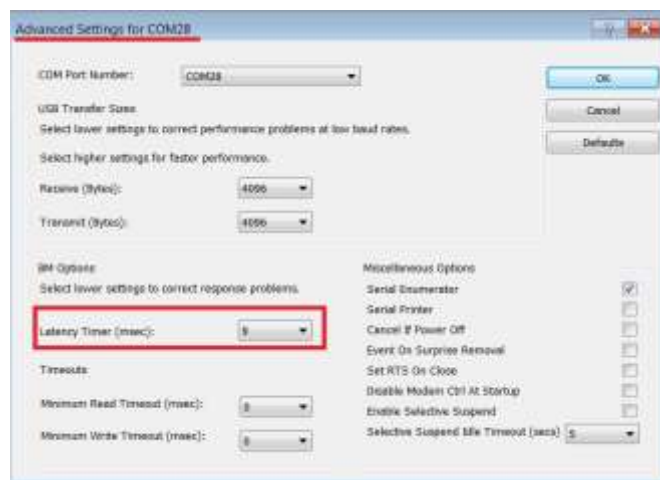 Advanced Settings for COM28
COM Port Number: COM28
OK
USB Transfer Sizes
Cancel
Select lower settings to correct performance problems at low baud rates.
Defaults
Select higher settings for faster performance.
Receive (Bytes): 4096
Transmit (Bytes): 4096
BM Options
Miscellaneous Options
Select lower settings to correct response problems.
Serial Enumerator
Serial Printer
Latency Timer (msec):
Cancel If Power Off
Event On Surprise Removal
Timeouts
Set RTS On Close
Disable Modem Ctrl At Startup
Minimum Read Timeout (msec):
Enable Selective Suspend
Minimum Write Timeout (msec):
Selective Suspend Idle Timeout (secs) 5